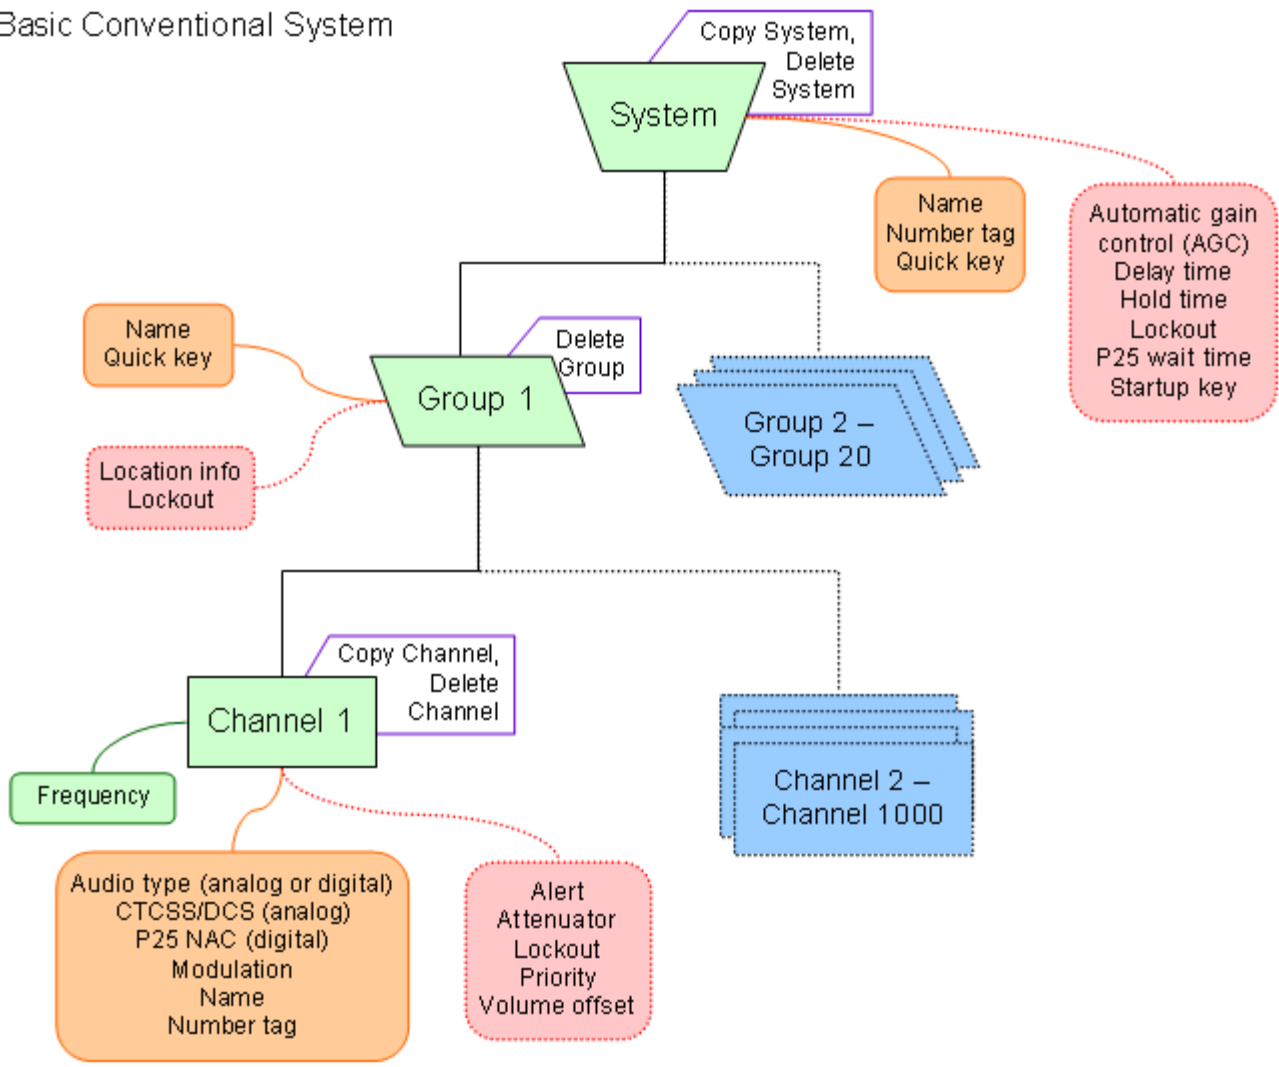 Basic Conventional System
Copy System,
Delete
System
System
Name
Number tag
Quick key
Automatic gain
control (AGC)
Delay time
Hold time
Lockout
P25 wait time
Startup key
Name
Quick key
Delete
Group
Group 1
Group 2 –
Group 20
Location info
Lockout
Copy Channel,
Delete
Channel
Channel 1
Frequency
Channel 2 –
Channel 1000
Audio type (analog or digital)
CTCSS/DCS (analog)
P25 NAC (digital)
Modulation
Name
Number tag
Alert
Attenuator
Lockout
Priority
Volume offset